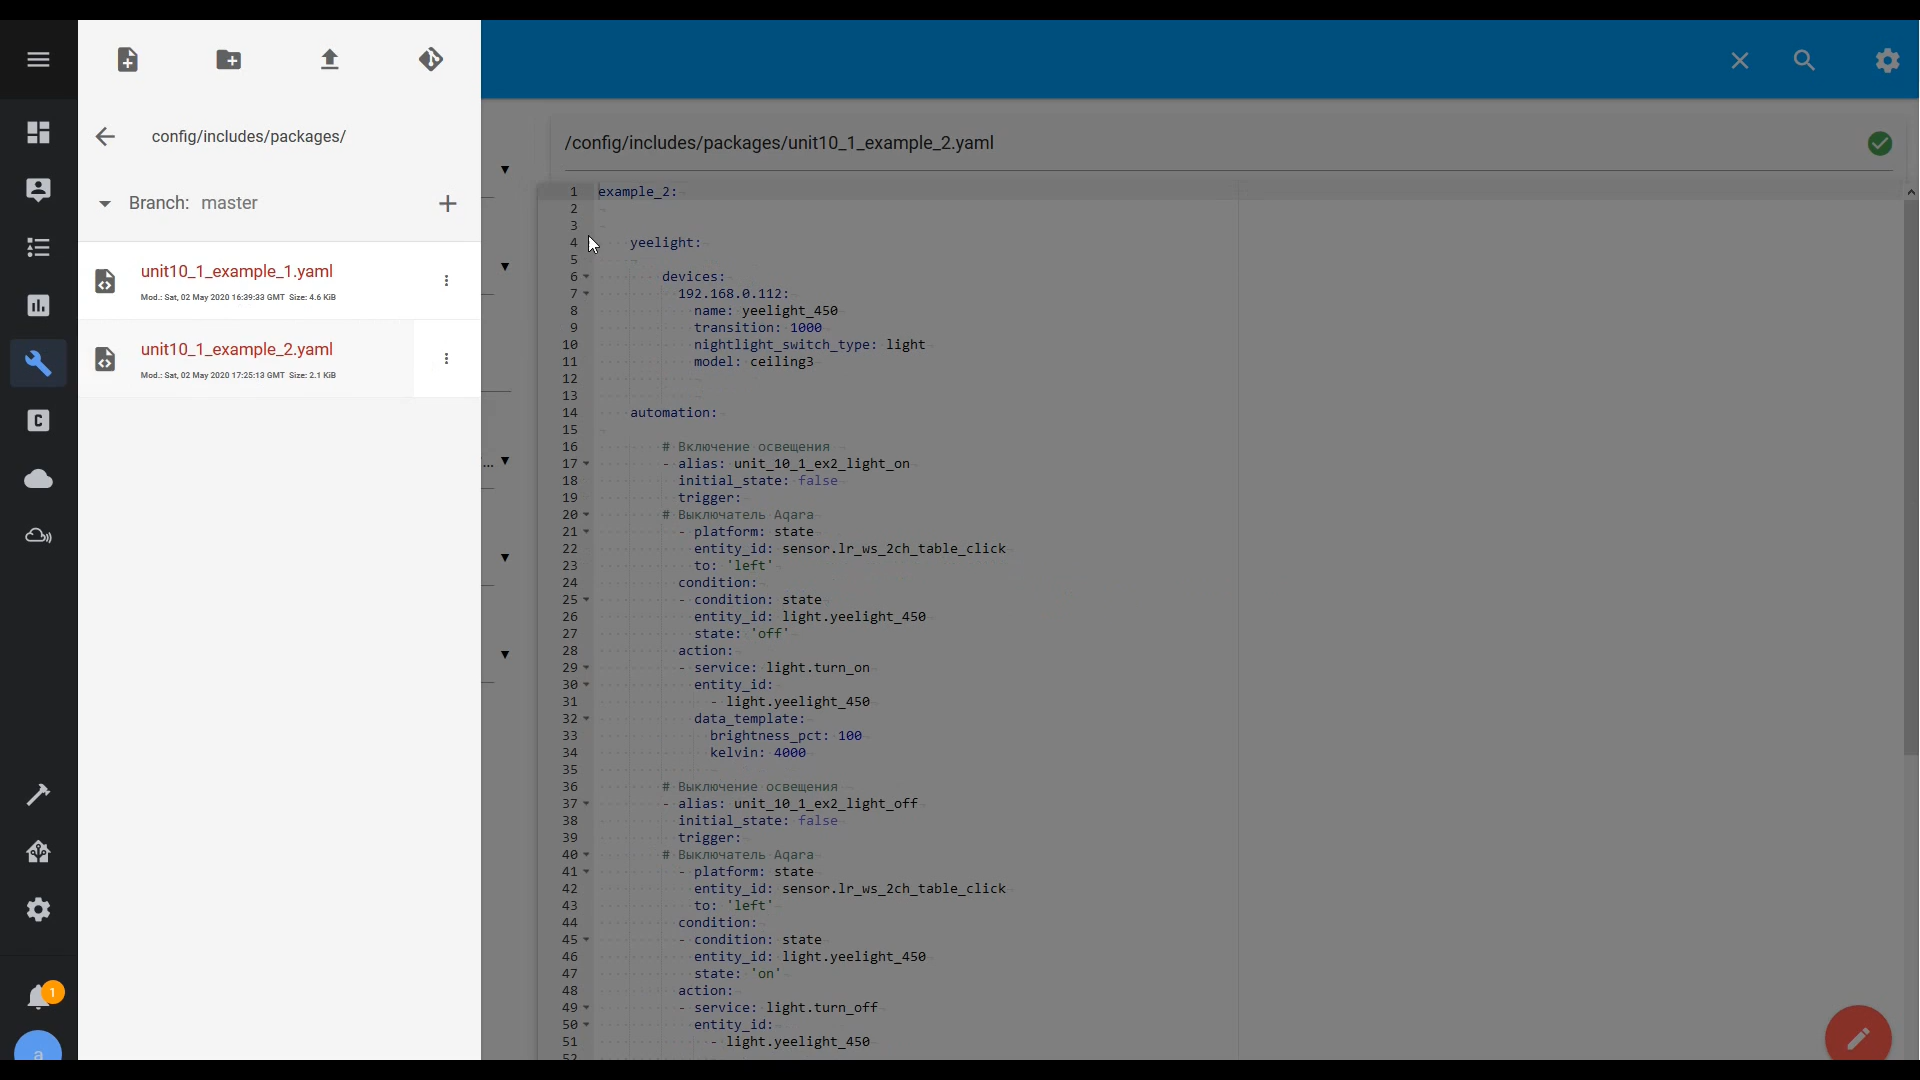 config/includes/packages/
Branch: master
unit10_1_example_1.yaml
Mod.: Sat, 02 May 2020 16:39:33 GMT Size: 4.6 KiB
unit10_1_example_2.yaml
Mod.: Sat, 02 May 2020 17:25:13 GMT Size: 2.1 KiB
1
a
...
/config/includes/packages/unit10_1_example_2.yaml
1 example_2:
2
3
4 yeelight:
5
6 devices:
7 192.168.0.112:
8 name: yeelight_450
9 transition: 1000
10 nightlight_switch_type: light
11 model: ceiling3
12
13
14 automation:
15
16 # Включение освещения
17 - alias: unit_10_1_ex2_light_on
18 initial_state: false
19 trigger:
20 # Выключатель Aqara
21 - platform: state
22 entity_id: sensor.lr_ws_2ch_table_click
23 to: 'left'
24 condition:
25 - condition: state
26 entity_id: light.yeelight_450
27 state: 'off'
28 action:
29 - service: light.turn_on
30 entity_id:
31 - light.yeelight_450
32 data_template:
33 brightness_pct: 100
34 kelvin: 4000
35
36 # Выключение освещения
37 - alias: unit_10_1_ex2_light_off
38 initial_state: false
39 trigger:
40 # Выключатель Aqara
41 - platform: state
42 entity_id: sensor.lr_ws_2ch_table_click
43 to: 'left'
44 condition:
45 - condition: state
46 entity_id: light.yeelight_450
47 state: 'on'
48 action:
49 - service: light.turn_off
50 entity_id:
51 - light.yeelight_450
52